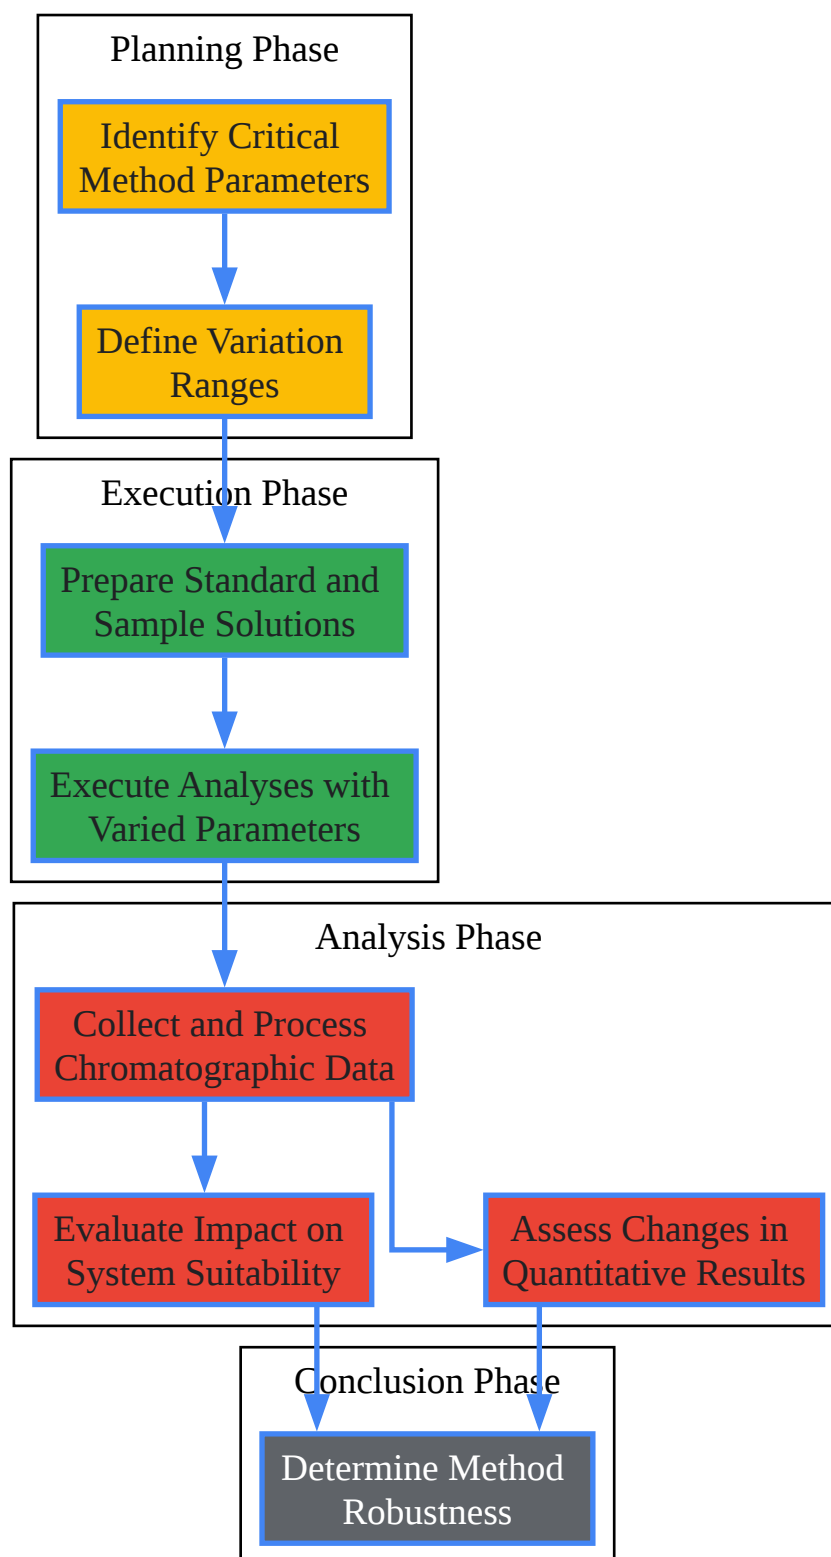 Planning Phase
Identify Critical
Method Parameters
Define Variation
Ranges
Execution Phase
Prepare Standard and
Sample Solutions
Execute Analyses with
Varied Parameters
Analysis Phase
Collect and Process
Chromatographic Data
Evaluate Impact on
System Suitability
Assess Changes in
Quantitative Results
Conclusion Phase
Determine Method
Robustness